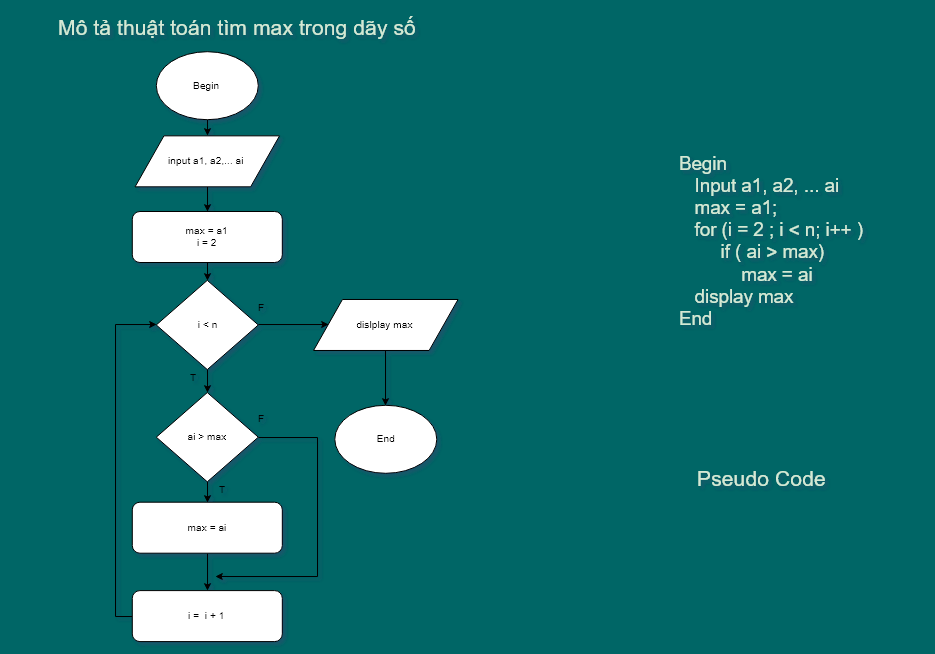 Mô tả thuật toán tìm max trong dãy số
Begin
input a1, a2,... ai
max = a1
i = 2
i < n
F
dislplay max
T
ai > max
F
End
T
max = ai
i = i + 1
Begin
Input a1, a2, ... ai
max = a1;
for (i = 2 ; i < n; i++ )
if ( ai > max)
max = ai
display max
End
Pseudo Code